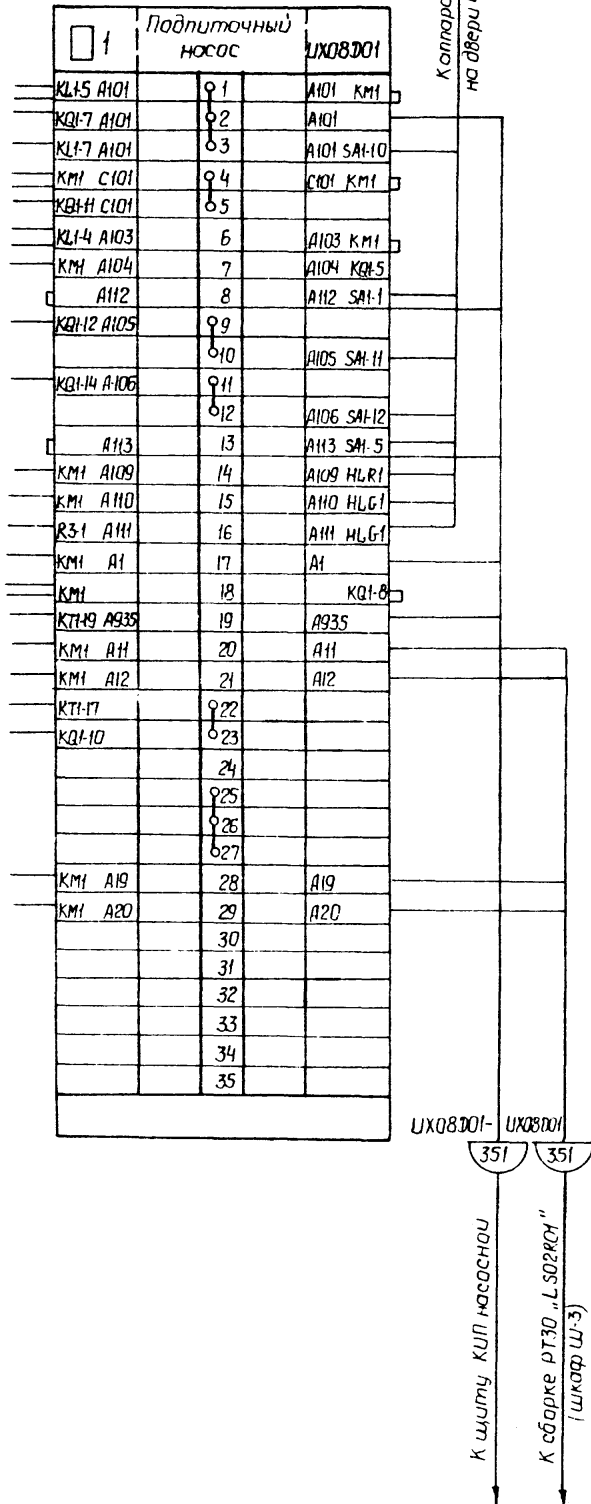 1 Подпиточный насос UX08D01
KL1-5 A101 1 A101 KM1
KQ1-7 A101 2 A101
KL1-7 A101 3 A101 SA1-10
KM1 C101 4 C101 KM1
KQ1-11 C101 5
KL1-4 A103 6 A103 KM1
KM1 A104 7 A104 KQ1-5
A112 8 A112 SA1-1
KQ1-12 A105 9
10 A105 SA1-11
KQ1-14 A106 11
12 A106 SA1-12
A113 13 A113 SA1-5
KM1 A109 14 A109 HLR1
KM1 A110 15 A110 HLG1
R3-1 A111 16 A111 HLG1
KM1 A1 17 A1
KM1 18 KQ1-8
KT1-19 A935 19 A935
KM1 A11 20 A11
KM1 A12 21 A12
KT1-17 22
KQ1-10 23
24
25
26
27
KM1 A19 28 A19
KM1 A20 29 A20
30
31
32
33
34
35
на двери
UX08D01- UX08D01
351 351
К щиту КИП насосной
К сборке РТЗО „LS02R01"
(шкаф Ш-3)